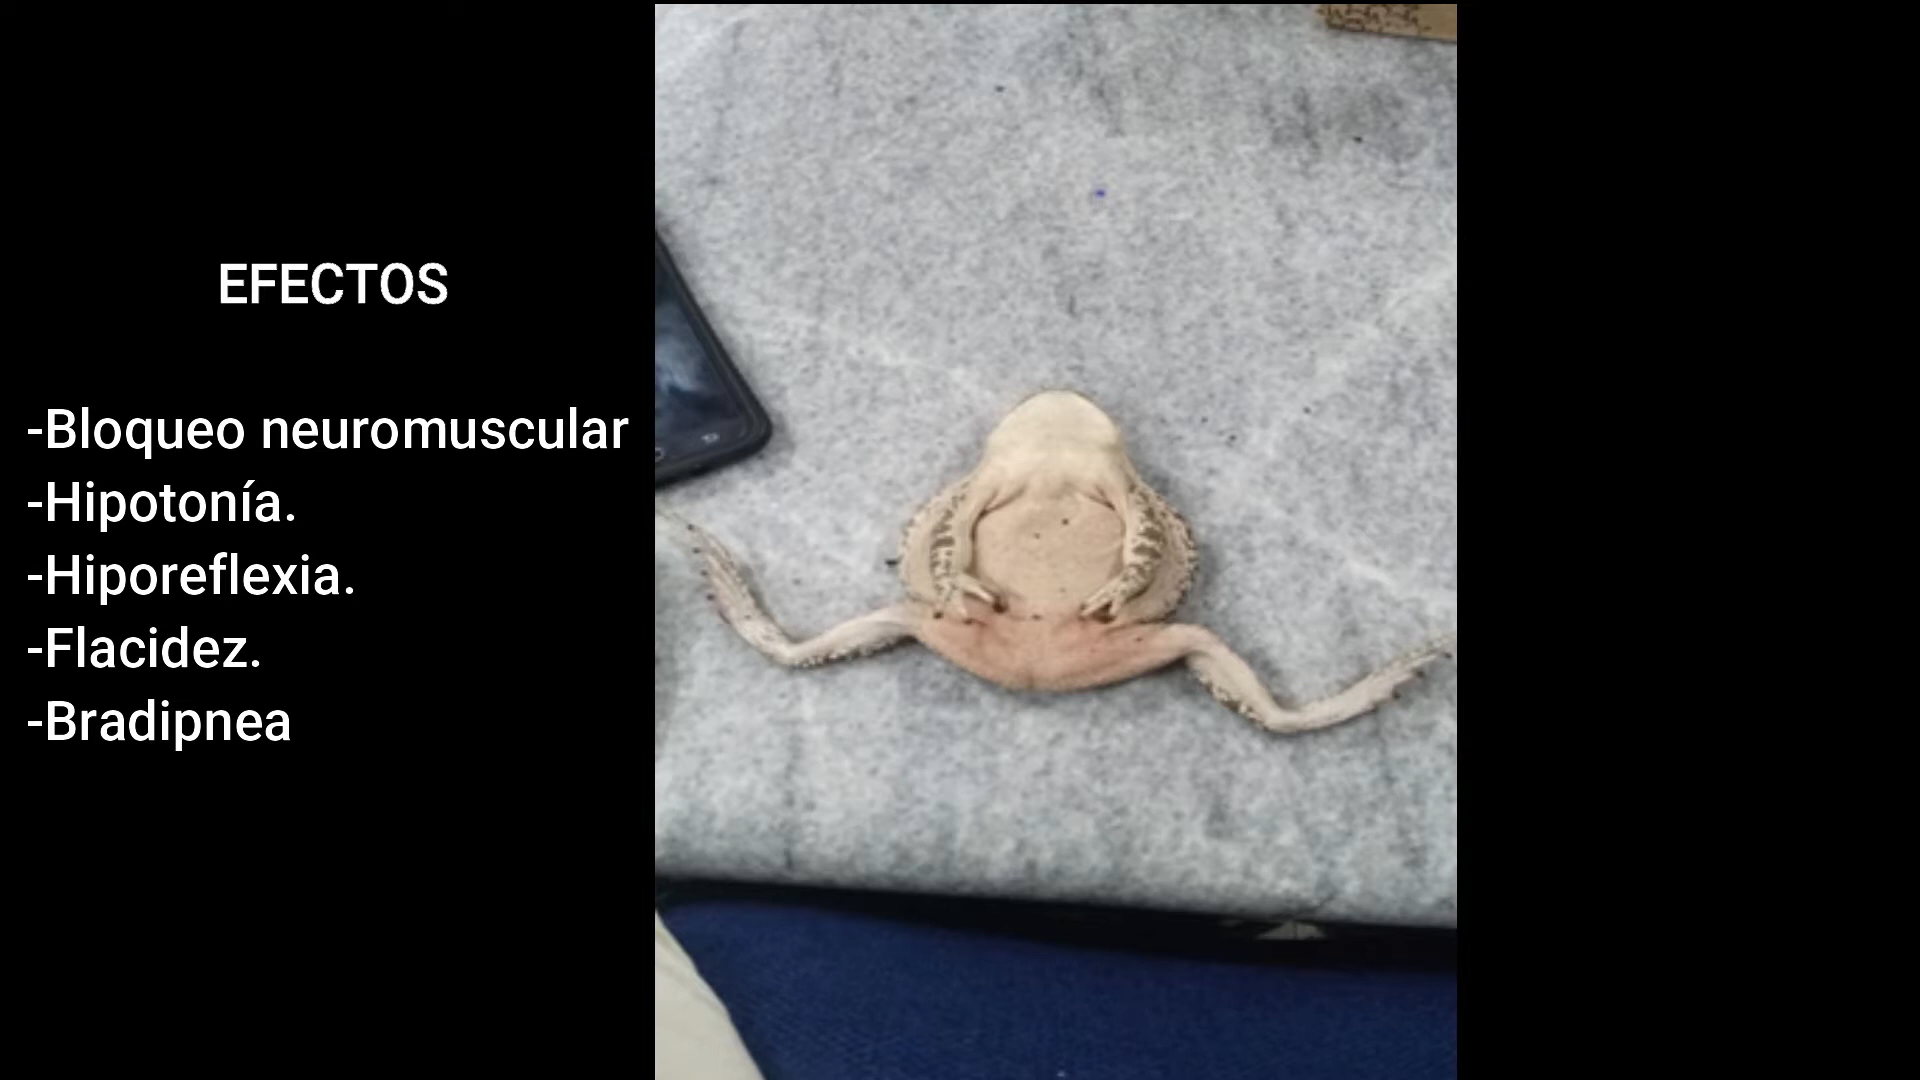 EFECTOS
-Bloqueo neuromuscular
-Hipotonía.
-Hiporeflexia.
-Flacidez.
-Bradipnea